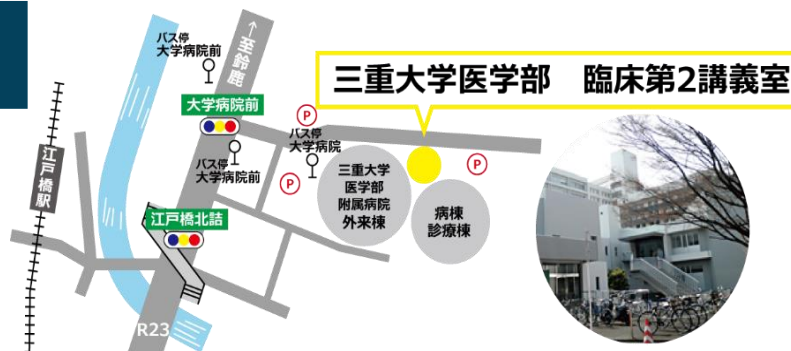 三重大学医学部　臨床第2講義室
↑至鈴鹿
バス停
大学病院前
大学病院前
バス停
大学病院前
江戸橋駅
江戸橋北詰
R23
P
バス停
大学病院
P
P
三重大学
医学部
附属病院
外来棟
病棟
診療棟